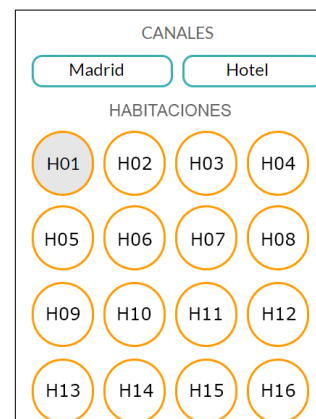 CANALES
Madrid Hotel
HABITACIONES
H01 H02 H03 H04
H05 H06 H07 H08
H09 H10 H11 H12
H13 H14 H15 H16